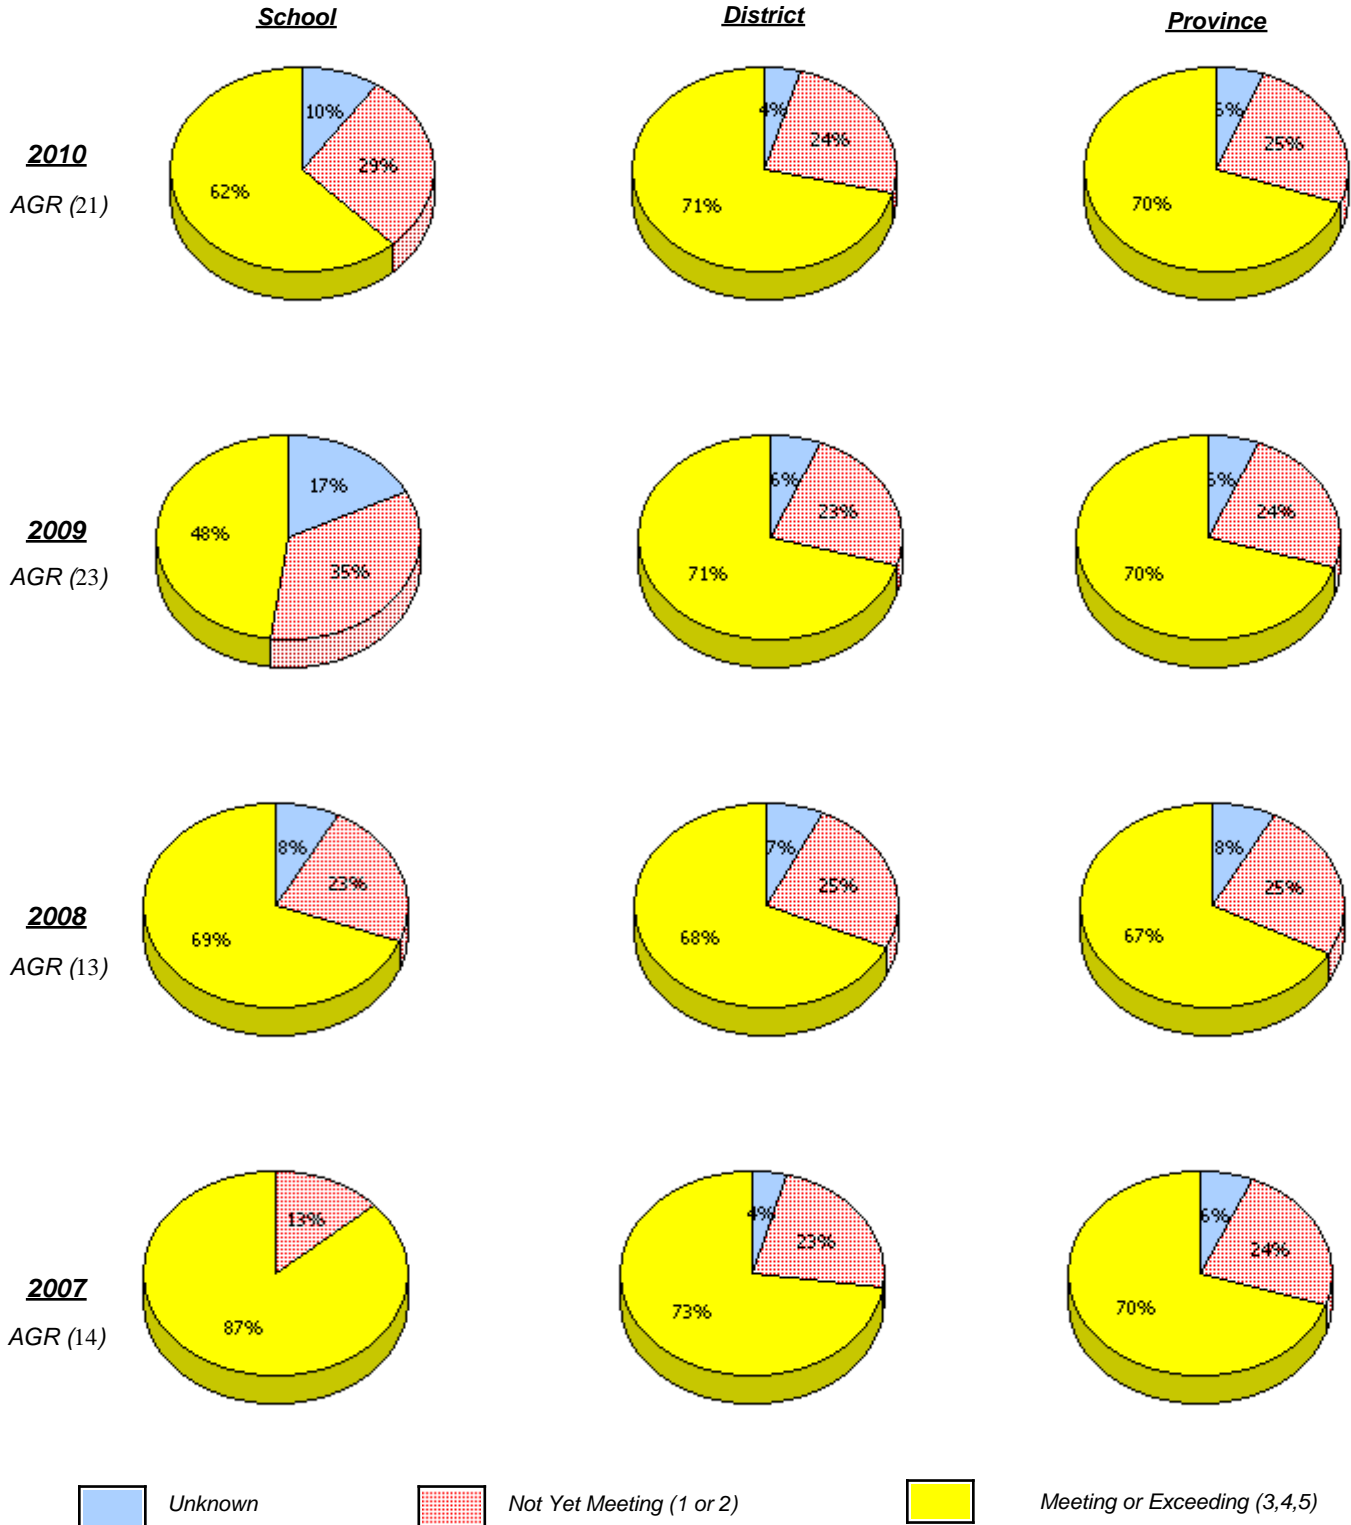 School District Province
10% 4% 5%
2010 29% 24% 25%
AGR (21) 62% 71% 70%
17% 6% 6%
2009 48% 35% 71% 23% 70% 24%
AGR (23)
8% 7% 8%
23% 25% 25%
2008 69% 68% 67%
AGR (13)
13% 4% 6%
23% 24%
2007 87% 73% 70%
AGR (14)
Unknown Not Yet Meeting (1 or 2) Meeting or Exceeding (3,4,5)